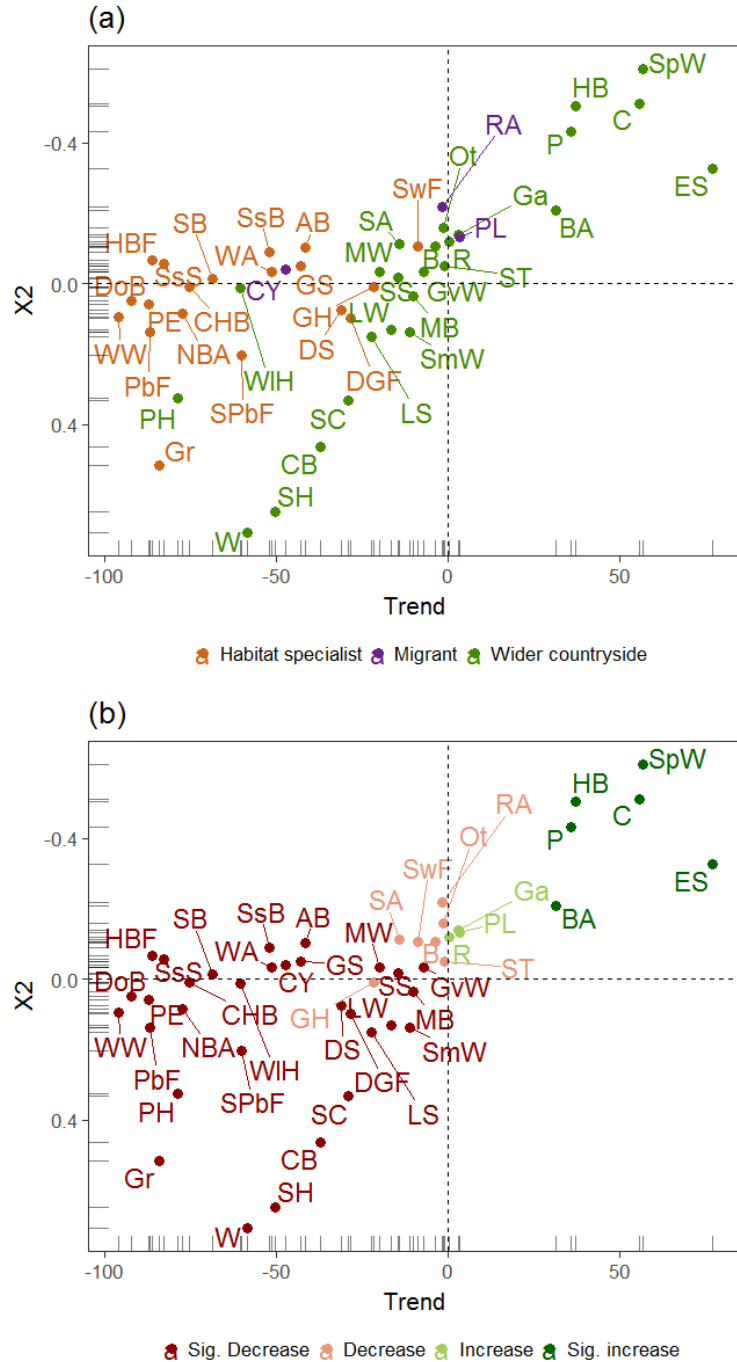 (a)
SpW
HB
C
RA
P
Ot
SwF
ES
Ga
SA
PL
BA
SsB
AB
SB
HBF
WA
MW
B
R
ST
-0.4
SsS
CY
GS
SS
GvW
0.0
DoB
GH
LW
MB
PE
CHB
DS
SmW
WW
NBA
PbF
WIH
DGF
SPbF
LS
PH
SC
0.4
Gr
CB
SH
W
X2
-100
-50
0
50
Trend
a Habitat specialist a Migrant a Wider countryside
(b)
SpW
HB
RA
C
P
Ot
SwF
ES
Ga
SA
PL
BA
SsB
AB
SB
HBF
WA
MW
B
R
ST
-0.4
SsS
CY
GS
SS
GvW
0.0
DoB
GH
LW
MB
PE
CHB
DS
SmW
WW
NBA
PbF
WIH
DGF
SPbF
LS
PH
SC
0.4
Gr
CB
SH
W
X2
-100
-50
0
50
Trend
a Sig. Decrease a Decrease a Increase a Sig. increase